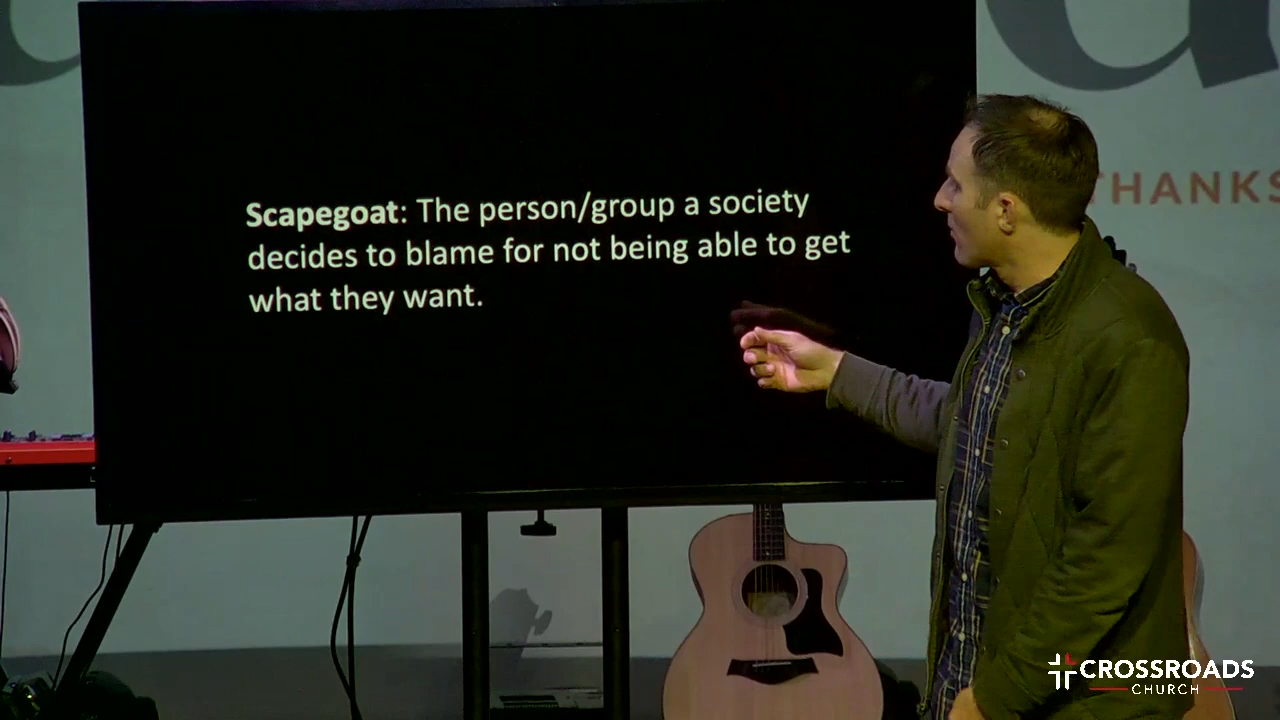 Scapegoat: The person/group a society
decides to blame for not being able to get
what they want.
THANKS
CROSSROADS
CHURCH